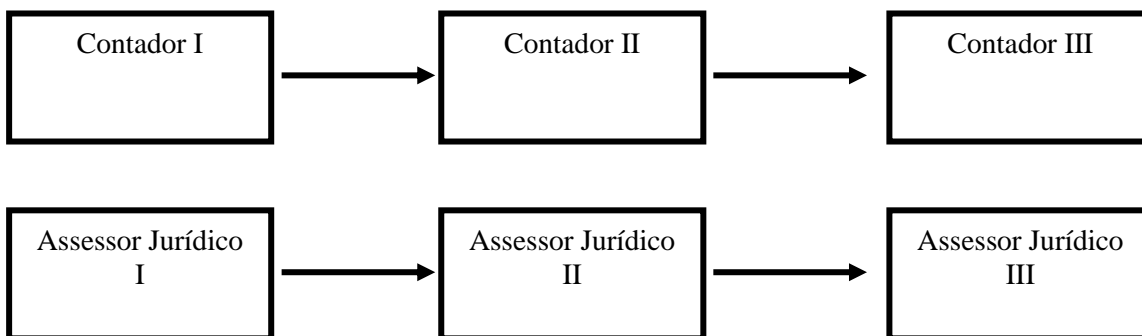 Contador I
Contador II
Contador III
Assessor Jurídico
I
Assessor Jurídico
II
Assessor Jurídico
III